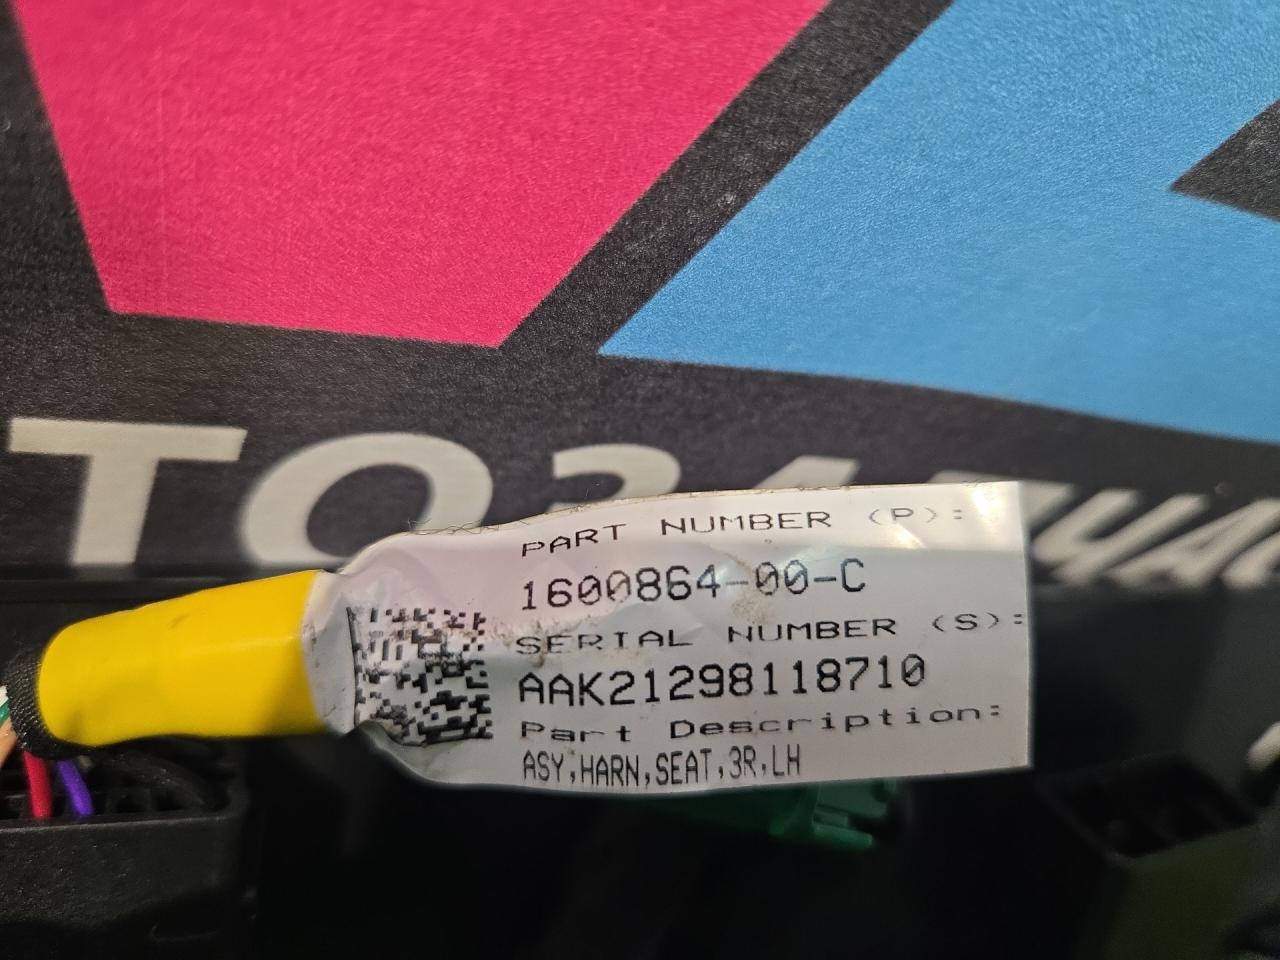 PART NUMBER (P):
1600864-00-C
SERIAL NUMBER (S):
AAK21298118710
Part Description:
ASY,HARN,SEAT,3R,LH